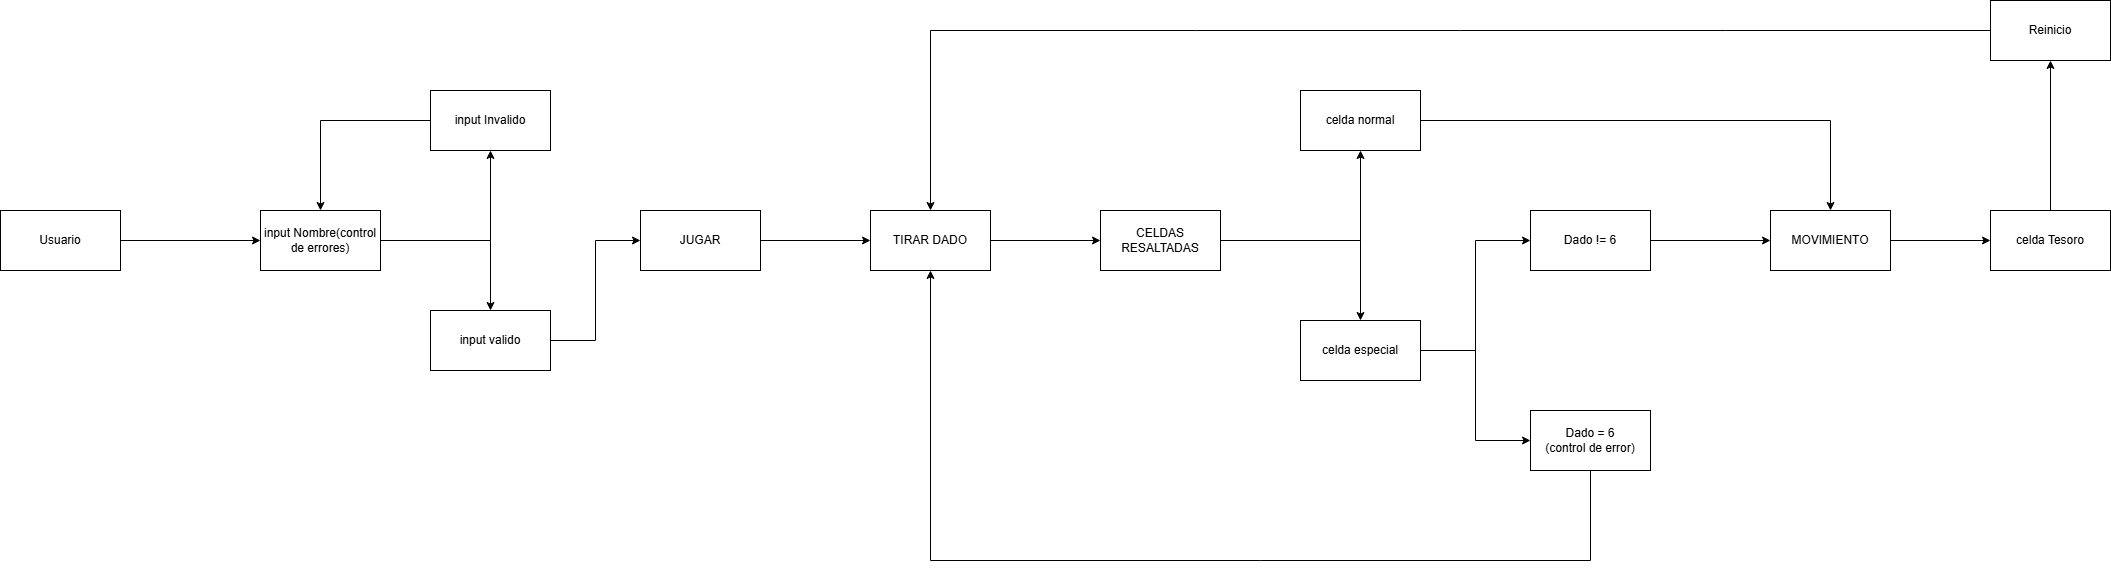 Reinicio
input Invalido
celda normal
Usuario
input Nombre(control
de errores)
JUGAR
TIRAR DADO
CELDAS
RESALTADAS
Dado != 6
MOVIMIENTO
celda Tesoro
input valido
celda especial
Dado = 6
(control de error)